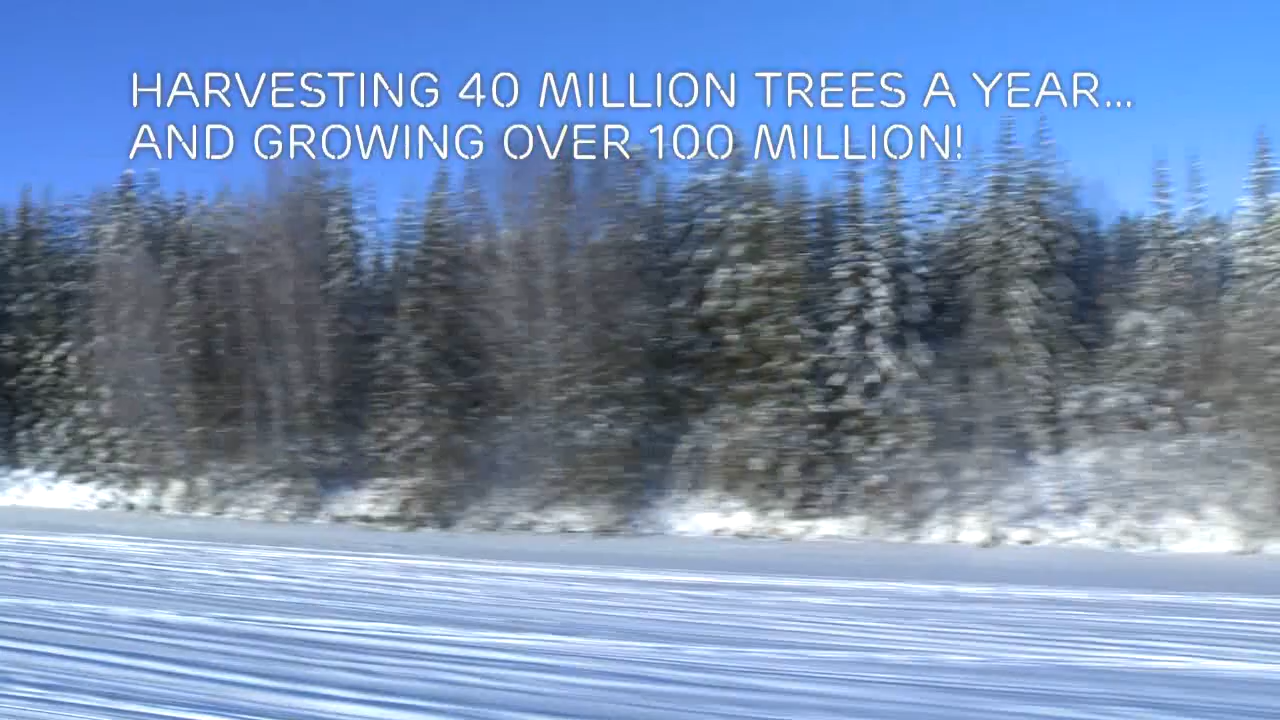 HARVESTING 40 MILLION TREES A YEAR...
AND GROWING OVER 100 MILLION!